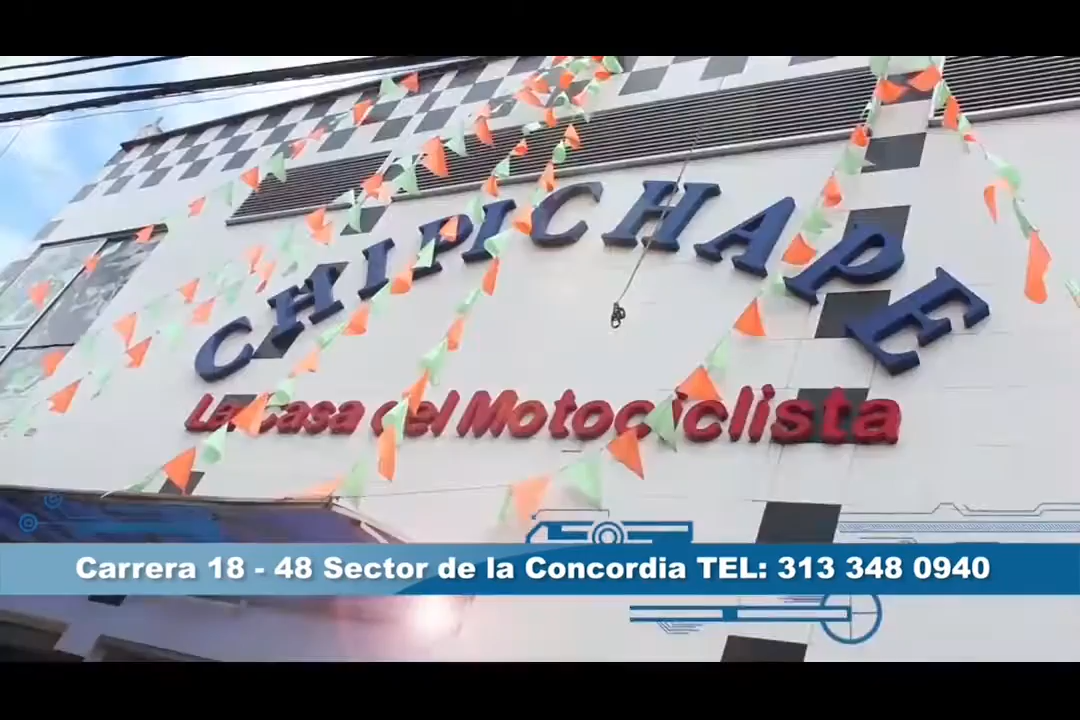 CHIPICHAPE
La Casa del Motociclista
Carrera 18 - 48 Sector de la Concordia TEL: 313 348 0940